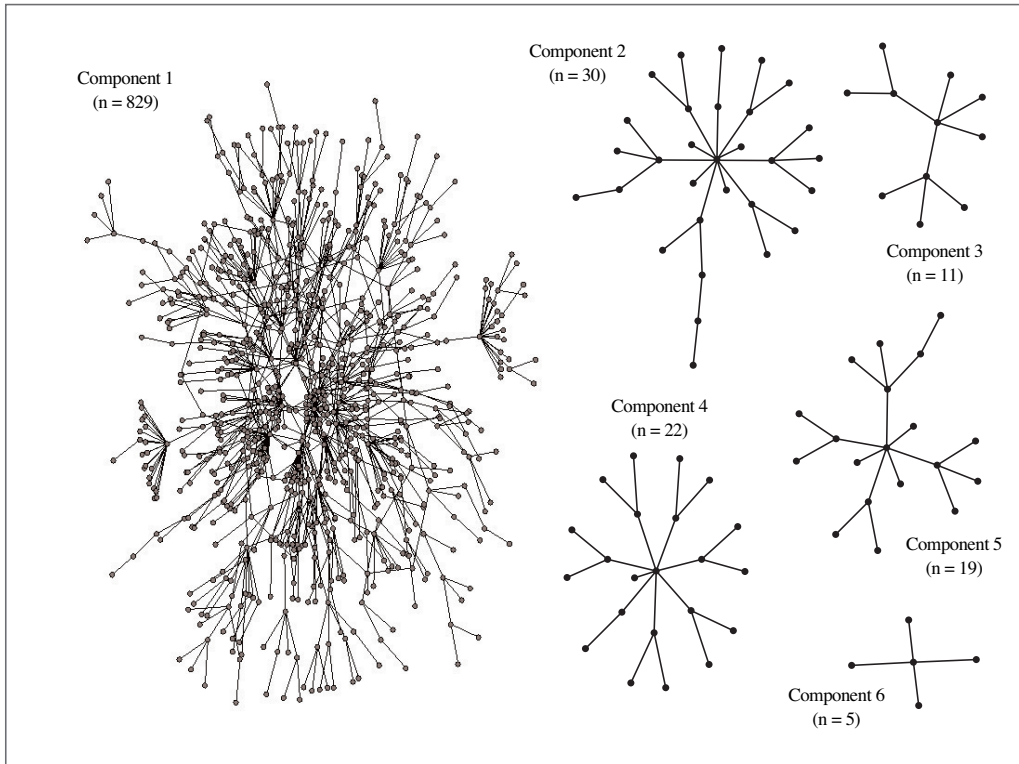 Component 1
(n = 829)
Component 2
(n = 30)
Component 3
(n = 11)
Component 4
(n = 22)
Component 5
(n = 19)
Component 6
(n = 5)